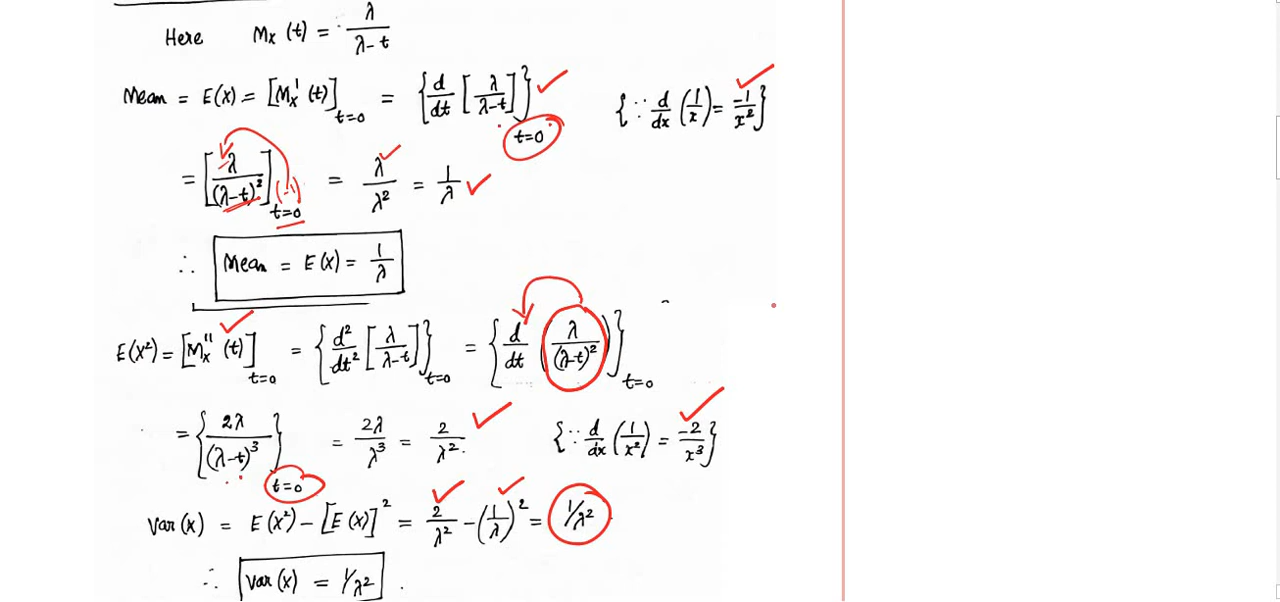 Here Mx (t) = λ / λ-t
Mean = E(X) = [Mx' (t)] t=0 = {d/dt [λ / λ-t]} t=0 {∵ d/dx (1/x) = -1/x²}
= [λ / (λ-t)²] t=0 (-1) = λ/λ² = 1/λ
∴ Mean = E(X) = 1/λ
E(X²) = [Mx'' (t)] t=0 = {d²/dt² [λ / λ-t]} t=0 = {d/dt (λ / (λ-t)²)} t=0
= {2λ / (λ-t)³} t=0 = 2λ/λ³ = 2/λ². {∵ d/dx (1/x²) = -2/x³}
Var(X) = E(X²) - [E(X)]² = 2/λ² - (1/λ)² = 1/λ²
∴ Var(X) = 1/λ² .